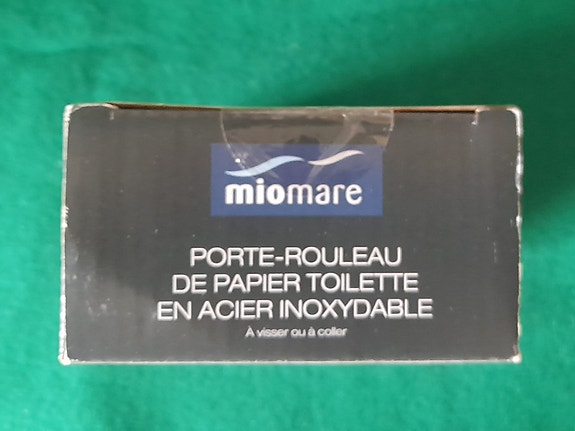 miomare
PORTE-ROULEAU
DE PAPIER TOILETTE
EN ACIER INOXYDABLE
À visser ou à coller